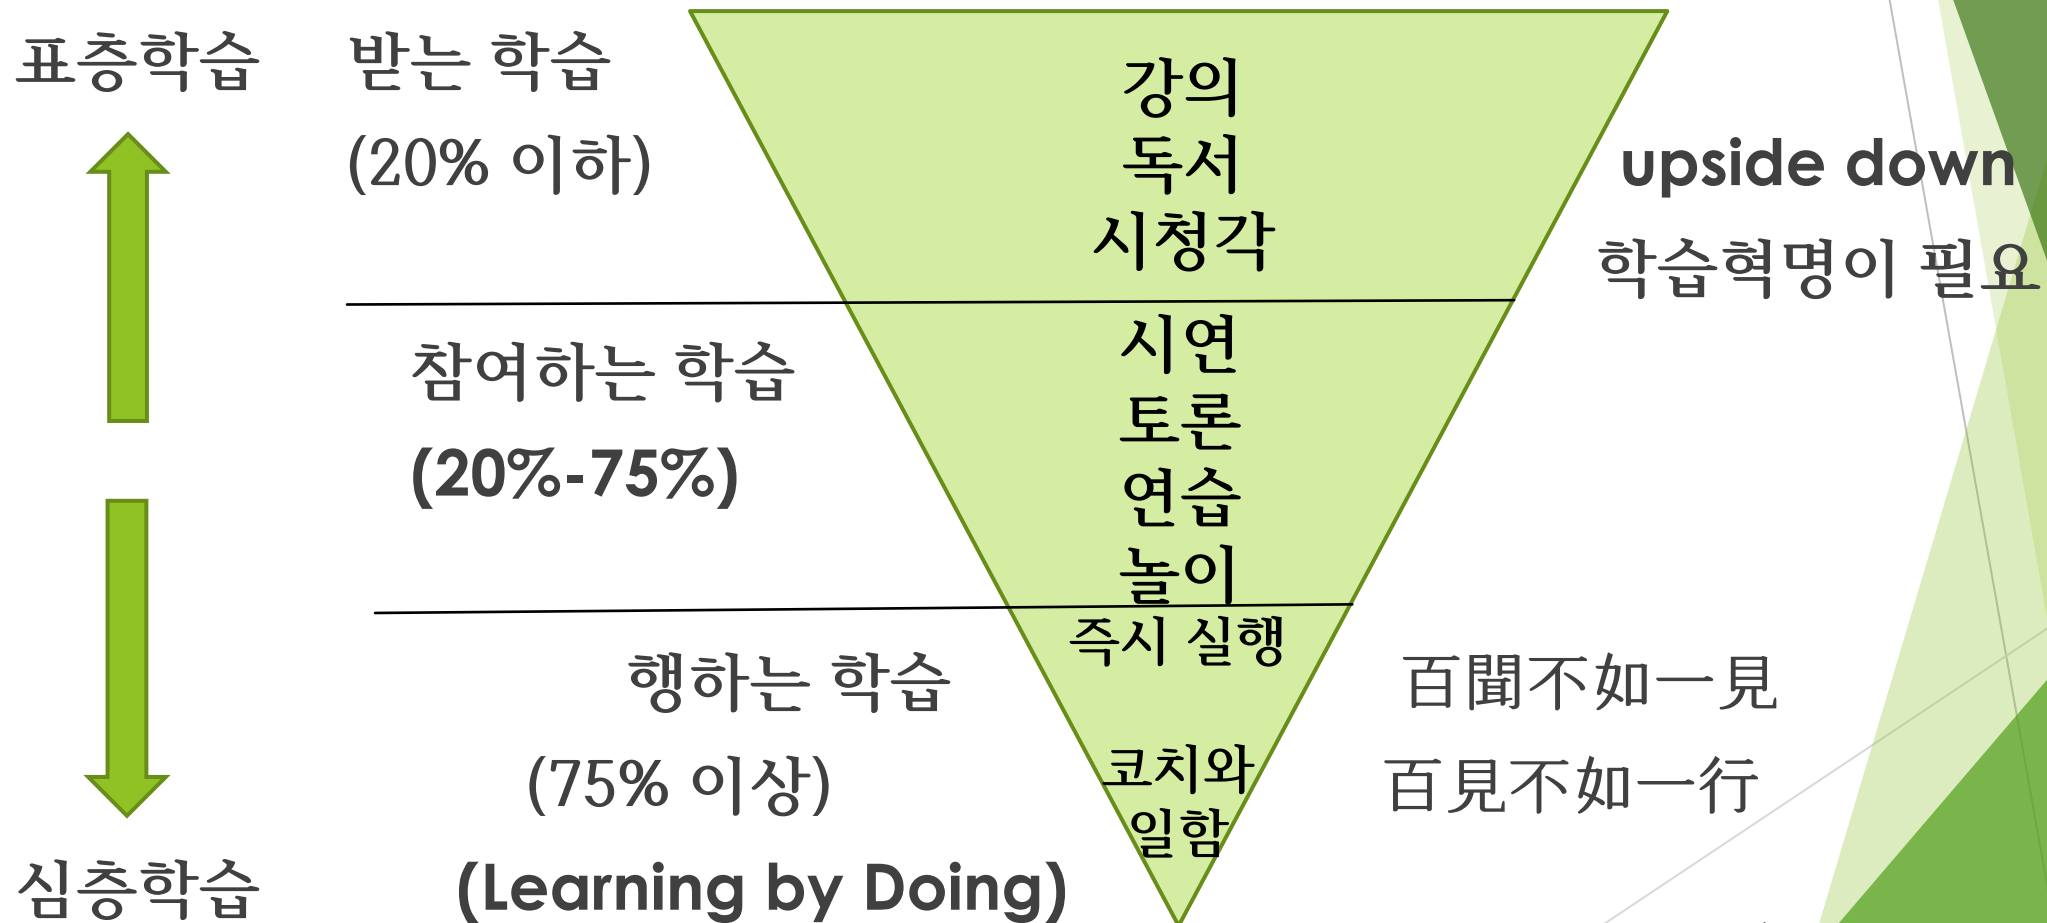 표층학습
받는 학습
(20% 이하)
강의
독서
시청각
upside down
학습혁명이 필요
참여하는 학습
(20%-75%)
시연
토론
연습
놀이
행하는 학습
(75% 이상)
(Learning by Doing)
즉시 실행
코치와
일함
百聞不如一見
百見不如一行
심층학습